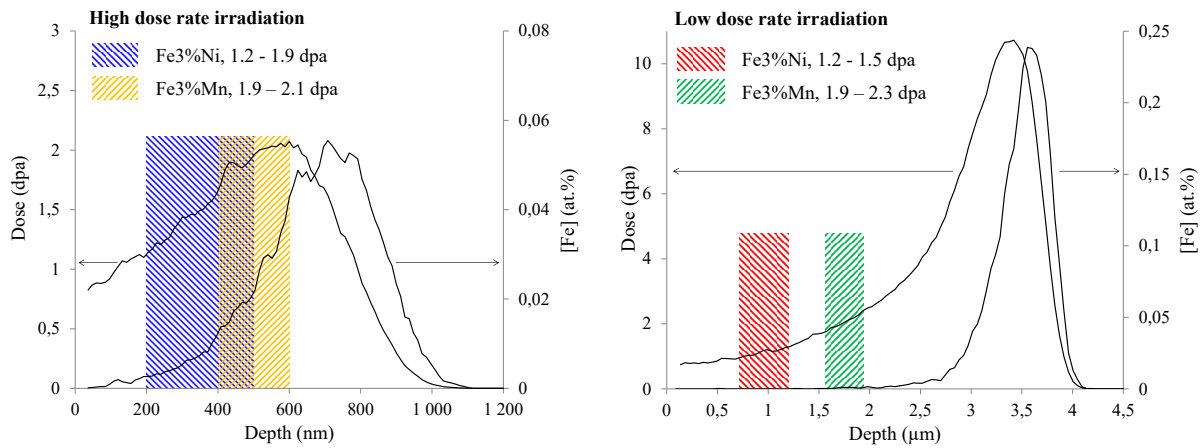 High dose rate irradiation
Fe3%Ni, 1.2 - 1.9 dpa
Fe3%Mn, 1.9 – 2.1 dpa
3
2,5
2
1,5
1
0,5
0
Dose (dpa)
0,08
0,06
0,04
0,02
0
[Fe] (at.%)
0 200 400 600 800 1 000 1 200
Depth (nm)
Low dose rate irradiation
Fe3%Ni, 1.2 - 1.5 dpa
Fe3%Mn, 1.9 – 2.3 dpa
10
8
6
4
2
0
Dose (dpa)
0,25
0,2
0,15
0,1
0,05
0
[Fe] (at.%)
0 0,5 1 1,5 2 2,5 3 3,5 4 4,5
Depth (µm)